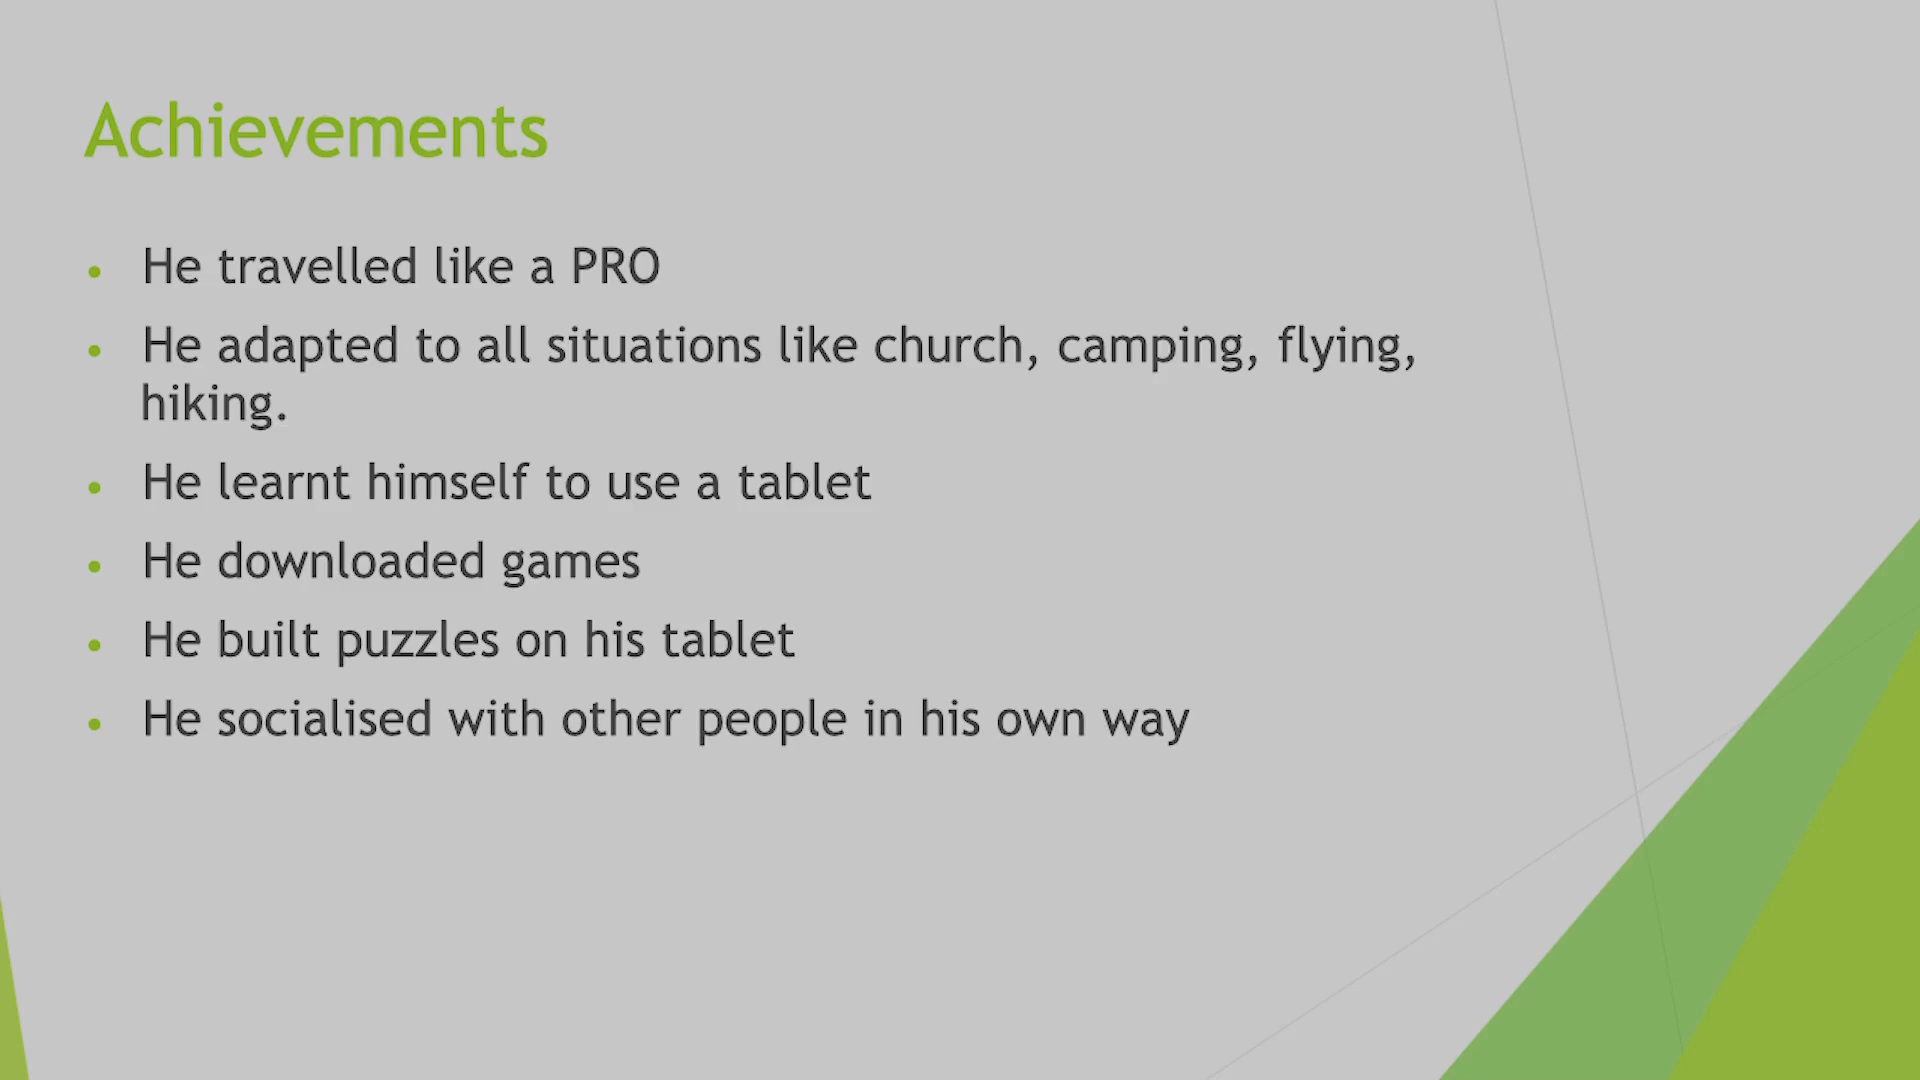 Achievements
• He travelled like a PRO
• He adapted to all situations like church, camping, flying,
hiking.
• He learnt himself to use a tablet
• He downloaded games
• He built puzzles on his tablet
• He socialised with other people in his own way